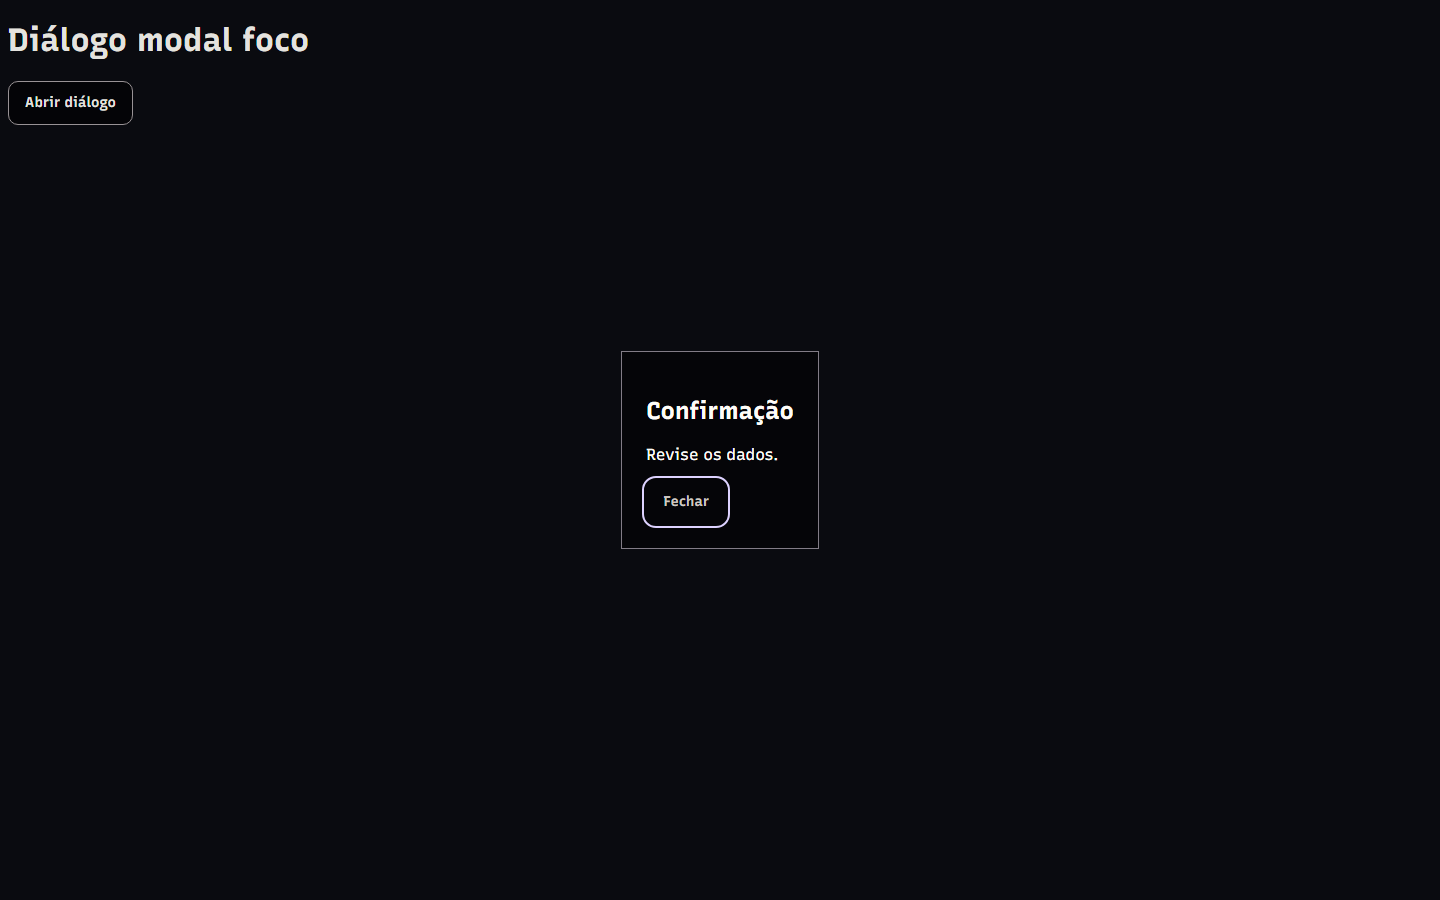 Diálogo modal foco
Abrir diálogo
Confirmação
Revise os dados.
Fechar